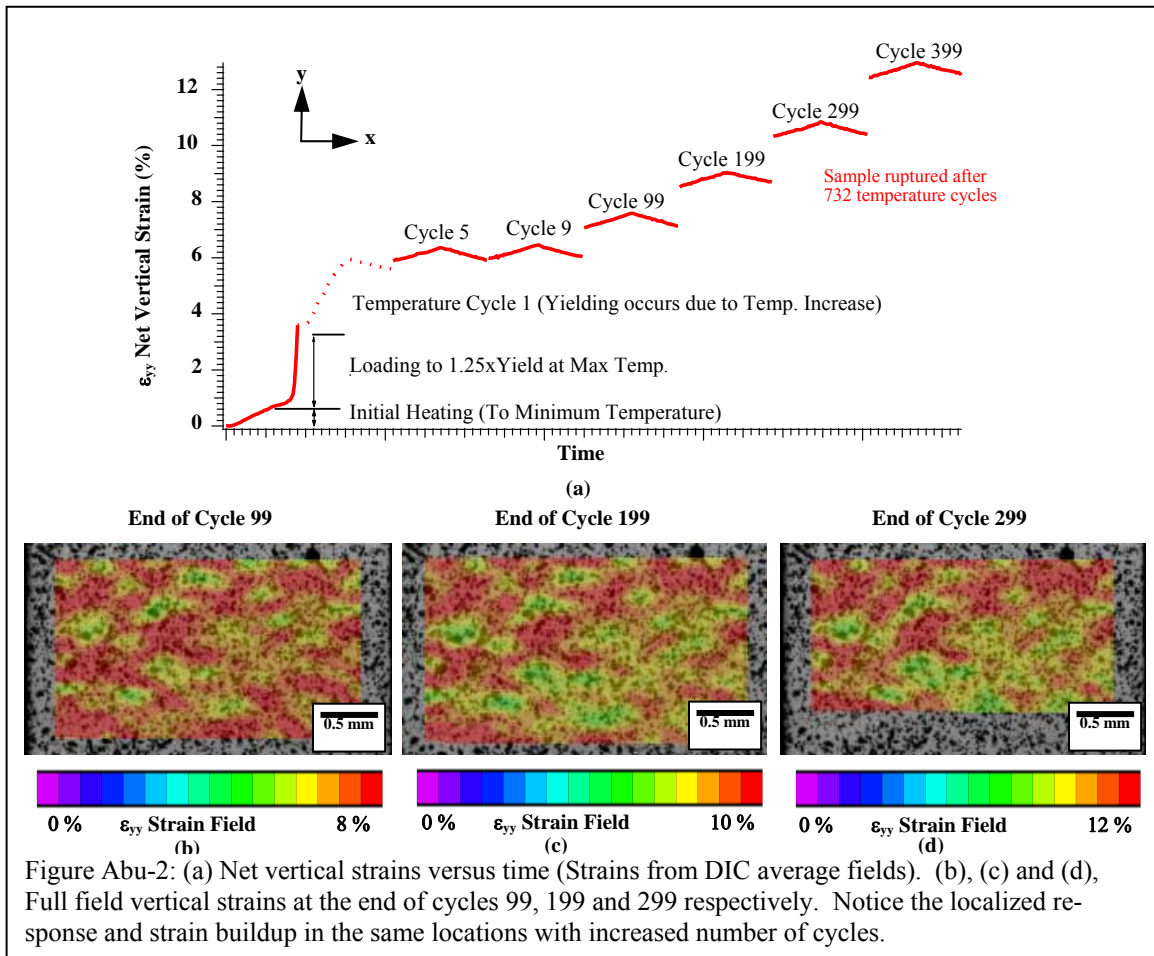 Cycle 399
y
12
Cycle 299
10
x
Cycle 199
8
Sample ruptured after
732 temperature cycles
Cycle 99
Cycle 5
Cycle 9
6
εyy Net Vertical Strain (%)
4
Temperature Cycle 1 (Yielding occurs due to Temp. Increase)
2
Loading to 1.25xYield at Max Temp.
Initial Heating (To Minimum Temperature)
0
Time
(a)
End of Cycle 99
End of Cycle 199
End of Cycle 299
0.5 mm
0.5 mm
0.5 mm
0 %
εyy Strain Field
8 %
0 %
εyy Strain Field
10 %
0 %
εyy Strain Field
12 %
(b)
(c)
(d)
Figure Abu-2: (a) Net vertical strains versus time (Strains from DIC average fields). (b), (c) and (d),
Full field vertical strains at the end of cycles 99, 199 and 299 respectively. Notice the localized re-
sponse and strain buildup in the same locations with increased number of cycles.